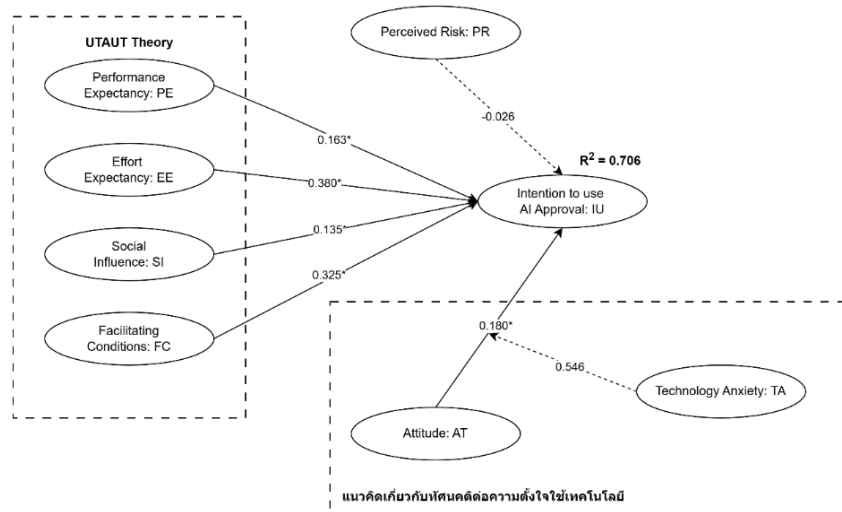 UTAUT Theory
Performance
Expectancy: PE
Effort
Expectancy: EE
Social
Influence: SI
Facilitating
Conditions: FC
0.163*
0.380*
0.135*
0.325*
Perceived Risk: PR
-0.026
R² = 0.706
Intention to use
AI Approval: IU
0.180*
0.546
Technology Anxiety: TA
Attitude: AT
แนวคิดเกี่ยวกับทัศนคติต่อความตั้งใจใช้เทคโนโลยี